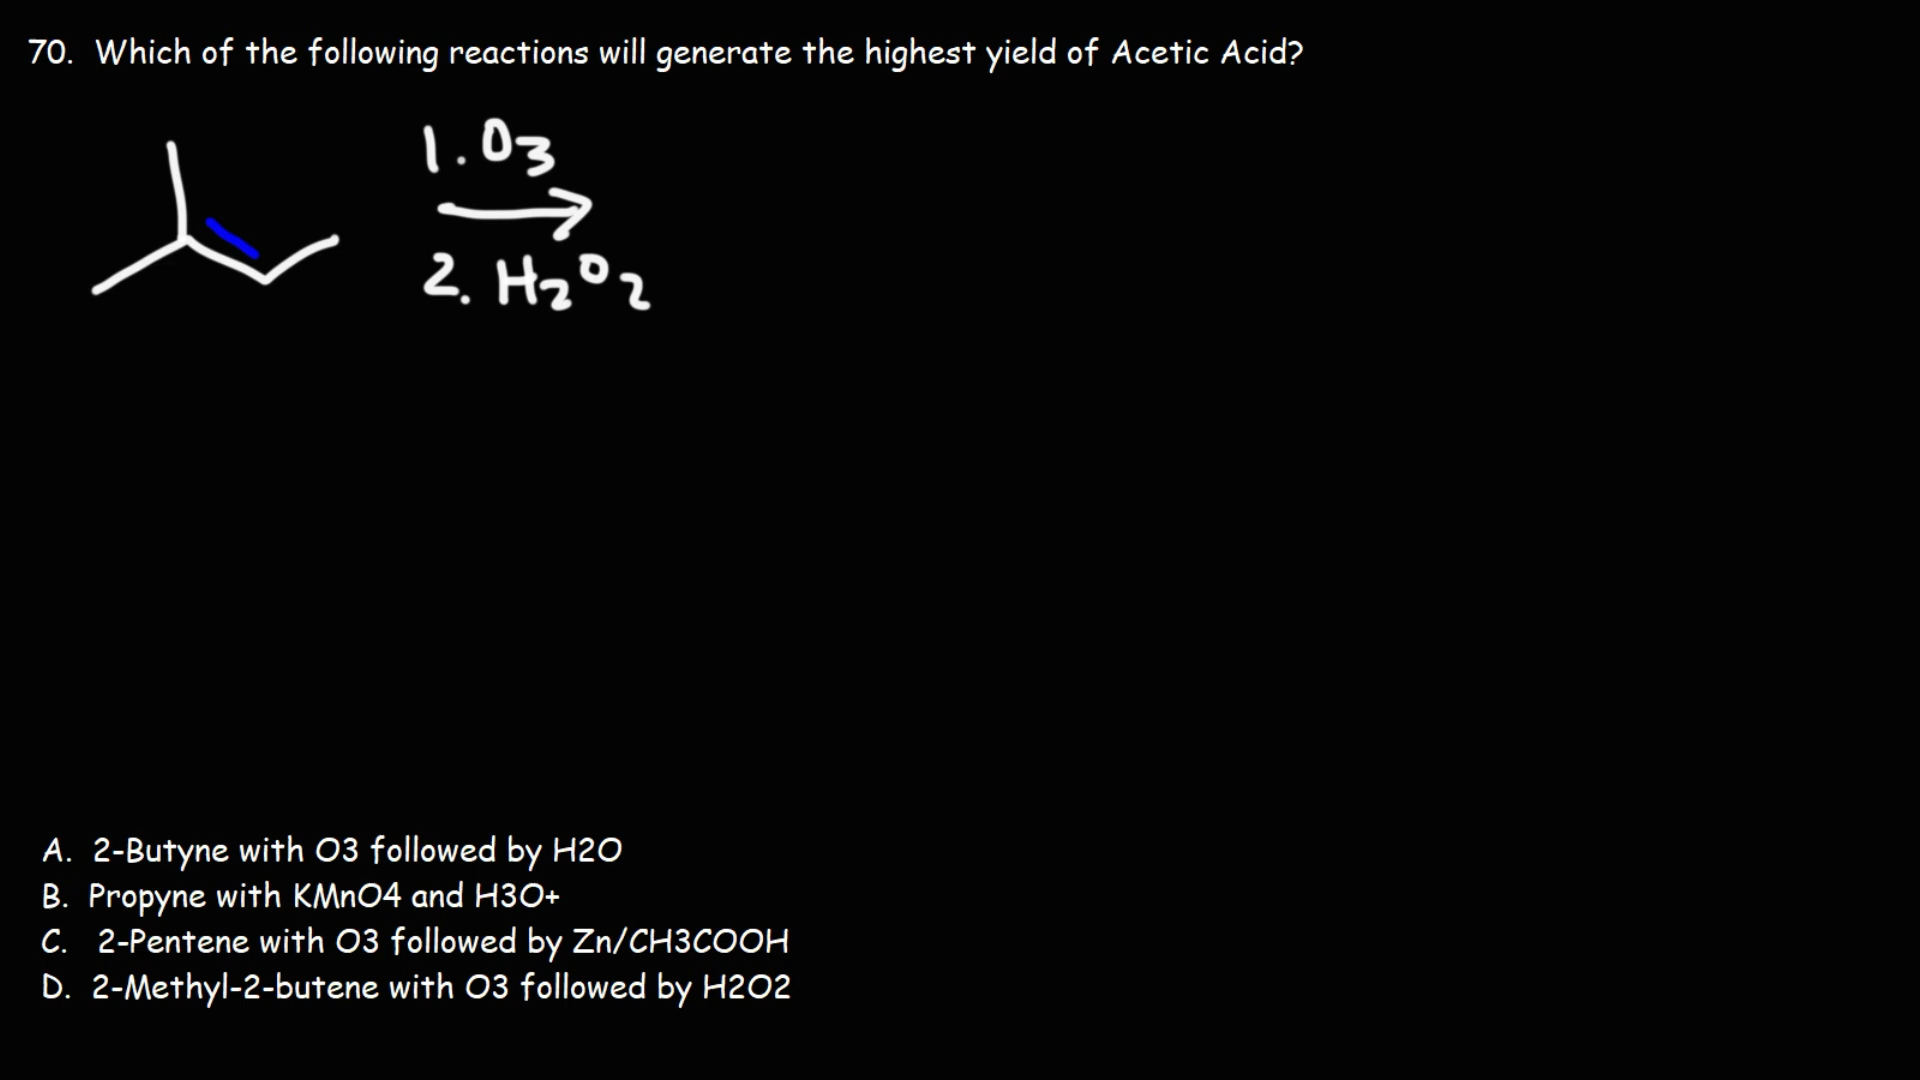 70. Which of the following reactions will generate the highest yield of Acetic Acid?
1. O3
2. H2O2
A. 2-Butyne with O3 followed by H2O
B. Propyne with KMnO4 and H3O+
C. 2-Pentene with O3 followed by Zn/CH3COOH
D. 2-Methyl-2-butene with O3 followed by H2O2